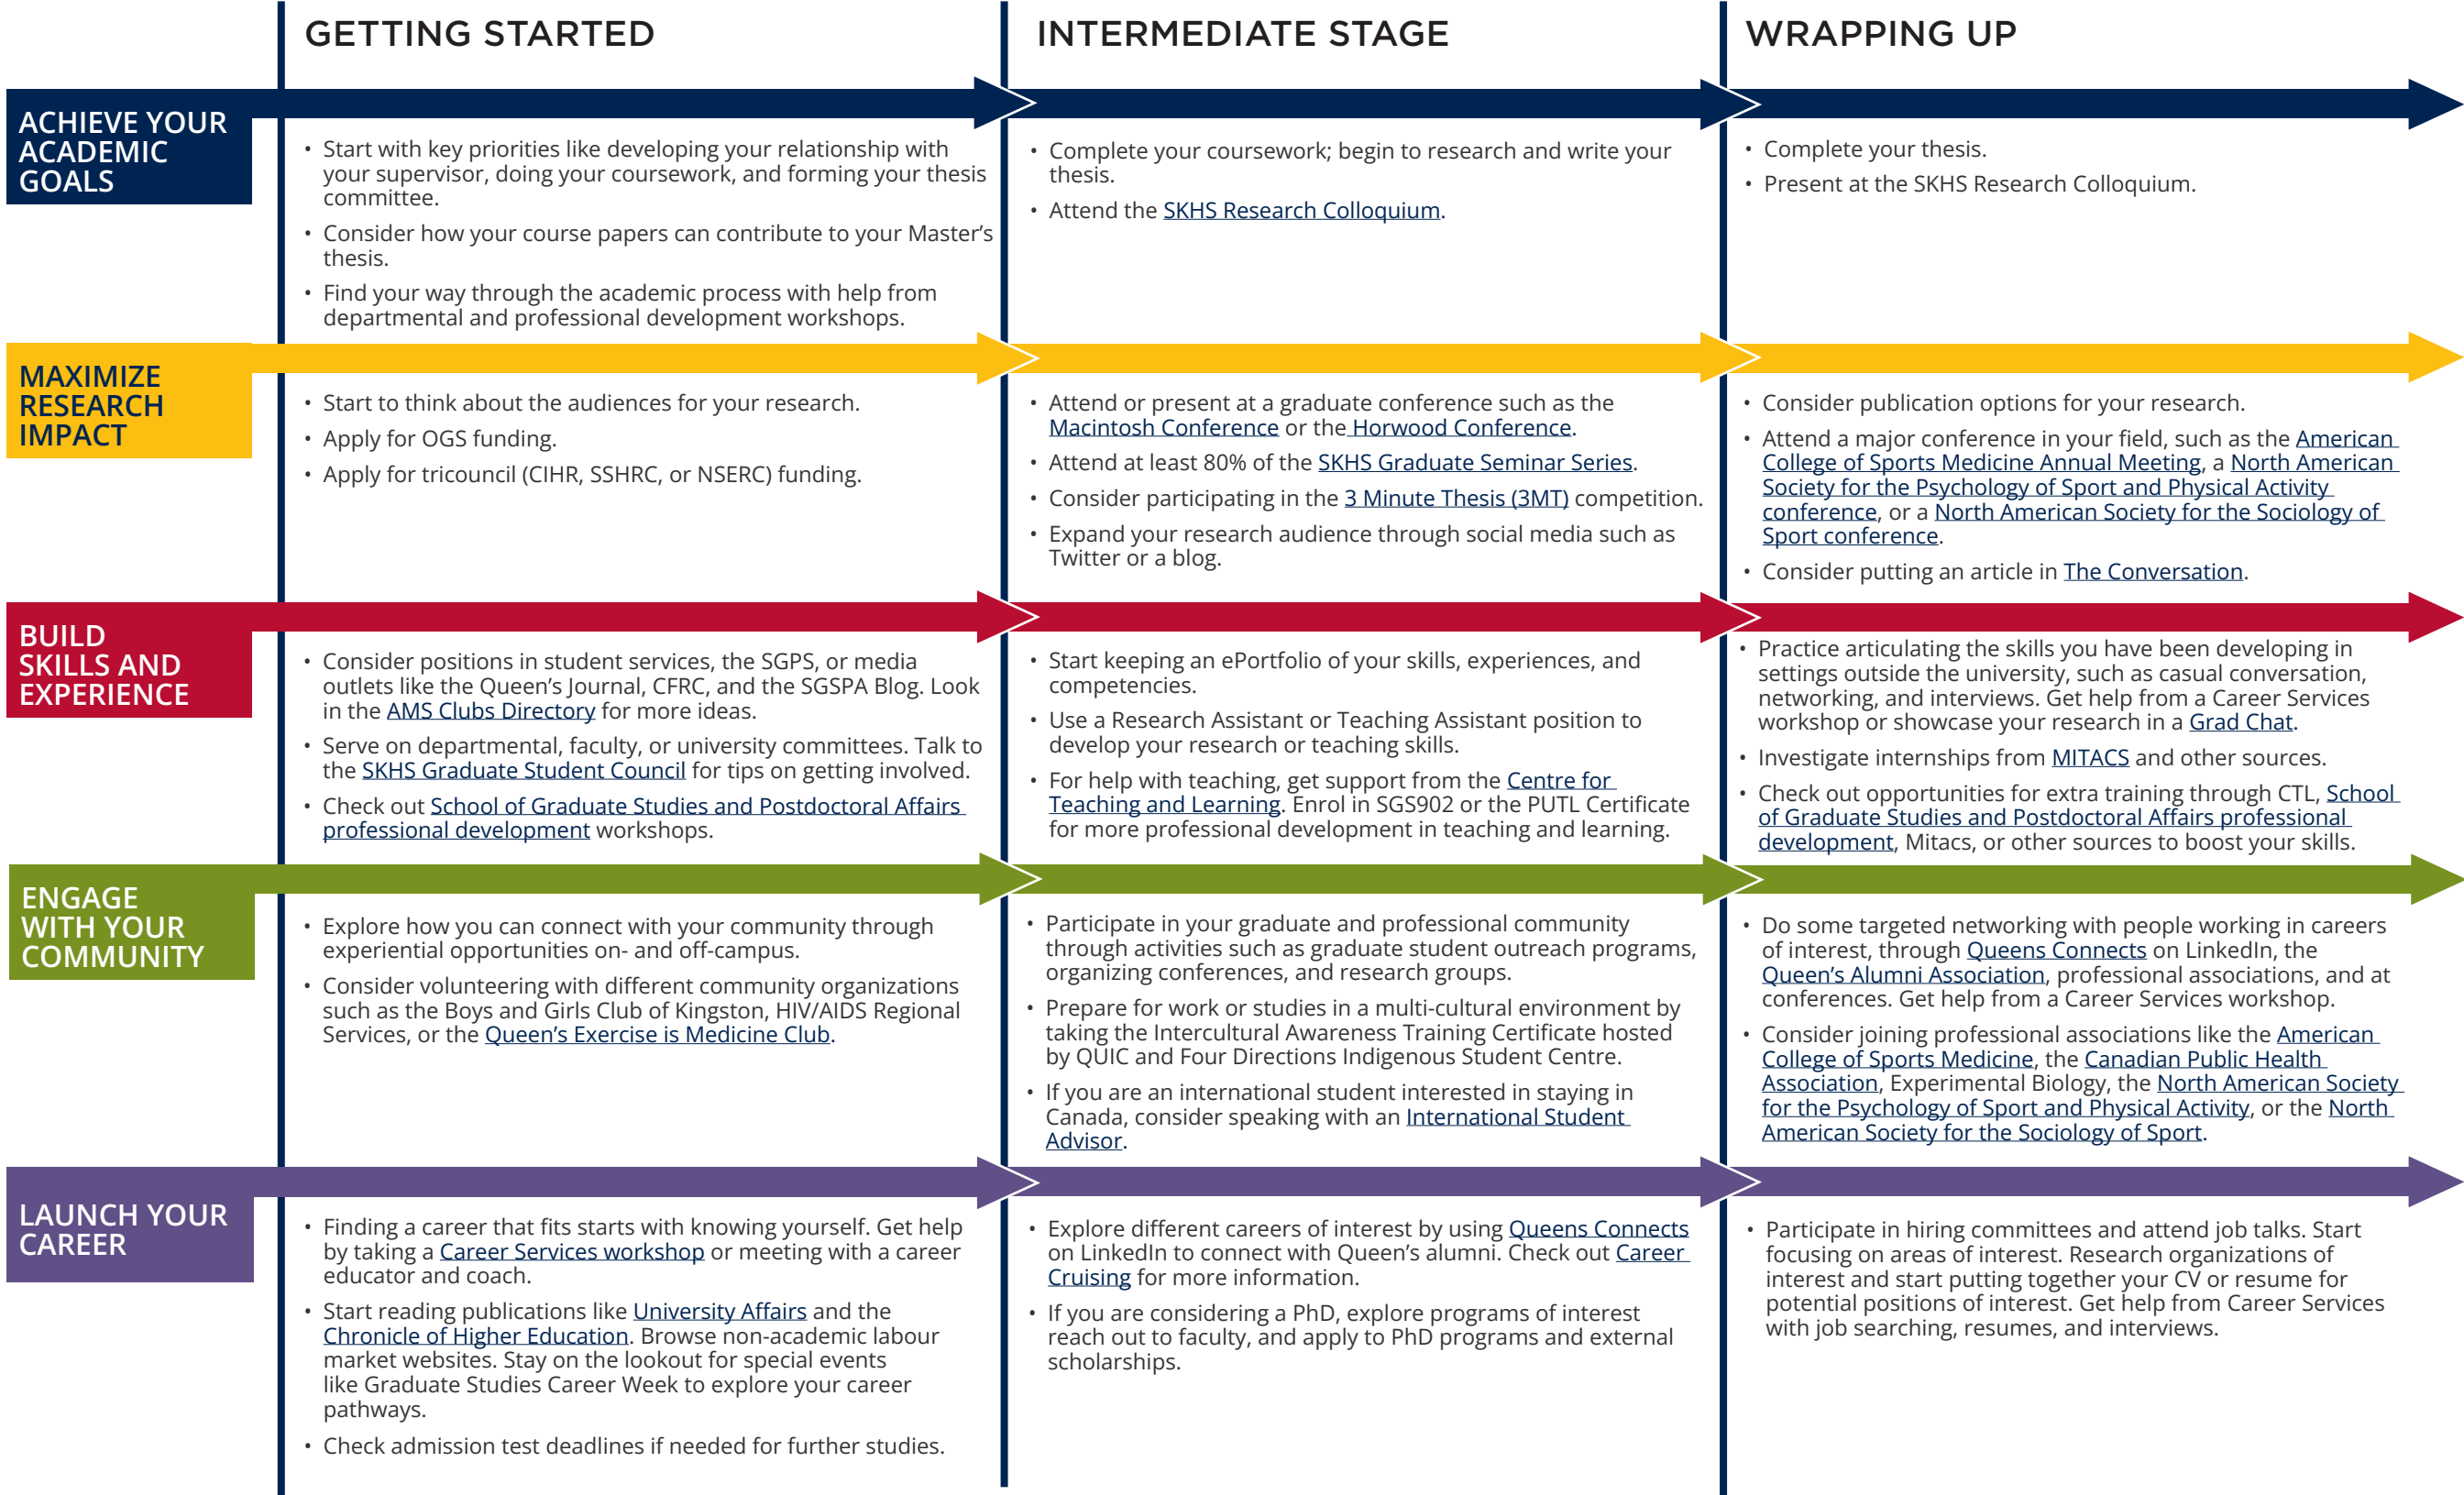 GETTING STARTED
INTERMEDIATE STAGE
WRAPPING UP
ACHIEVE YOUR
ACADEMIC
GOALS
• Start with key priorities like developing your relationship with
your supervisor, doing your coursework, and forming your thesis
committee.
• Consider how your course papers can contribute to your Master’s
thesis.
• Find your way through the academic process with help from
departmental and professional development workshops.
• Complete your coursework; begin to research and write your
thesis.
• Attend the SKHS Research Colloquium.
• Complete your thesis.
• Present at the SKHS Research Colloquium.
MAXIMIZE
RESEARCH
IMPACT
• Start to think about the audiences for your research.
• Apply for OGS funding.
• Apply for tricouncil (CIHR, SSHRC, or NSERC) funding.
• Attend or present at a graduate conference such as the
Macintosh Conference or the Horwood Conference.
• Attend at least 80% of the SKHS Graduate Seminar Series.
• Consider participating in the 3 Minute Thesis (3MT) competition.
• Expand your research audience through social media such as
Twitter or a blog.
• Consider publication options for your research.
• Attend a major conference in your field, such as the American
College of Sports Medicine Annual Meeting, a North American
Society for the Psychology of Sport and Physical Activity
conference, or a North American Society for the Sociology of
Sport conference.
• Consider putting an article in The Conversation.
BUILD
SKILLS AND
EXPERIENCE
• Consider positions in student services, the SGPS, or media
outlets like the Queen’s Journal, CFRC, and the SGSPA Blog. Look
in the AMS Clubs Directory for more ideas.
• Serve on departmental, faculty, or university committees. Talk to
the SKHS Graduate Student Council for tips on getting involved.
• Check out School of Graduate Studies and Postdoctoral Affairs
professional development workshops.
• Start keeping an ePortfolio of your skills, experiences, and
competencies.
• Use a Research Assistant or Teaching Assistant position to
develop your research or teaching skills.
• For help with teaching, get support from the Centre for
Teaching and Learning. Enrol in SGS902 or the PUTL Certificate
for more professional development in teaching and learning.
• Practice articulating the skills you have been developing in
settings outside the university, such as casual conversation,
networking, and interviews. Get help from a Career Services
workshop or showcase your research in a Grad Chat.
• Investigate internships from MITACS and other sources.
• Check out opportunities for extra training through CTL, School
of Graduate Studies and Postdoctoral Affairs professional
development, Mitacs, or other sources to boost your skills.
ENGAGE
WITH YOUR
COMMUNITY
• Explore how you can connect with your community through
experiential opportunities on- and off-campus.
• Consider volunteering with different community organizations
such as the Boys and Girls Club of Kingston, HIV/AIDS Regional
Services, or the Queen’s Exercise is Medicine Club.
• Participate in your graduate and professional community
through activities such as graduate student outreach programs,
organizing conferences, and research groups.
• Prepare for work or studies in a multi-cultural environment by
taking the Intercultural Awareness Training Certificate hosted
by QUIC and Four Directions Indigenous Student Centre.
• If you are an international student interested in staying in
Canada, consider speaking with an International Student
Advisor.
• Do some targeted networking with people working in careers
of interest, through Queens Connects on LinkedIn, the
Queen’s Alumni Association, professional associations, and at
conferences. Get help from a Career Services workshop.
• Consider joining professional associations like the American
College of Sports Medicine, the Canadian Public Health
Association, Experimental Biology, the North American Society
for the Psychology of Sport and Physical Activity, or the North
American Society for the Sociology of Sport.
LAUNCH YOUR
CAREER
• Finding a career that fits starts with knowing yourself. Get help
by taking a Career Services workshop or meeting with a career
educator and coach.
• Start reading publications like University Affairs and the
Chronicle of Higher Education. Browse non-academic labour
market websites. Stay on the lookout for special events
like Graduate Studies Career Week to explore your career
pathways.
• Check admission test deadlines if needed for further studies.
• Explore different careers of interest by using Queens Connects
on LinkedIn to connect with Queen’s alumni. Check out Career
Cruising for more information.
• If you are considering a PhD, explore programs of interest
reach out to faculty, and apply to PhD programs and external
scholarships.
• Participate in hiring committees and attend job talks. Start
focusing on areas of interest. Research organizations of
interest and start putting together your CV or resume for
potential positions of interest. Get help from Career Services
with job searching, resumes, and interviews.